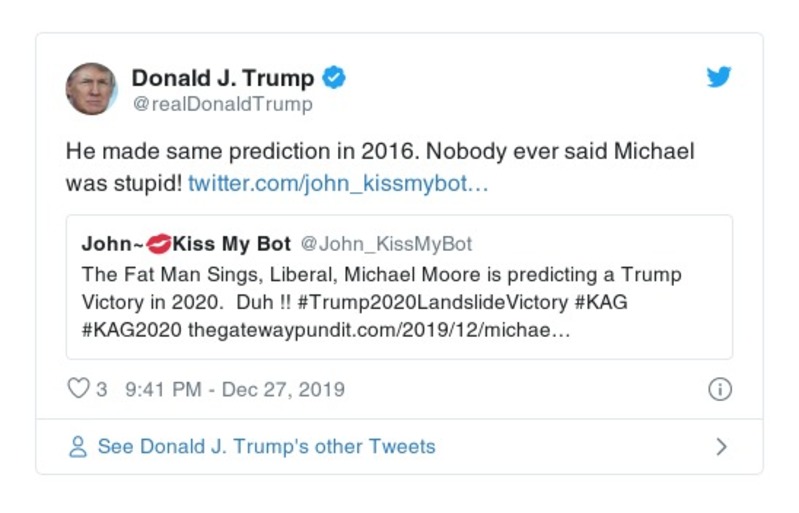 Donald J. Trump
@realDonaldTrump
He made same prediction in 2016. Nobody ever said Michael
was stupid! twitter.com/john_kissmybot…
John~💋Kiss My Bot @John_KissMyBot
The Fat Man Sings, Liberal, Michael Moore is predicting a Trump
Victory in 2020.  Duh !! #Trump2020LandslideVictory #KAG
#KAG2020 thegatewaypundit.com/2019/12/michae…
3 9:41 PM - Dec 27, 2019
See Donald J. Trump's other Tweets